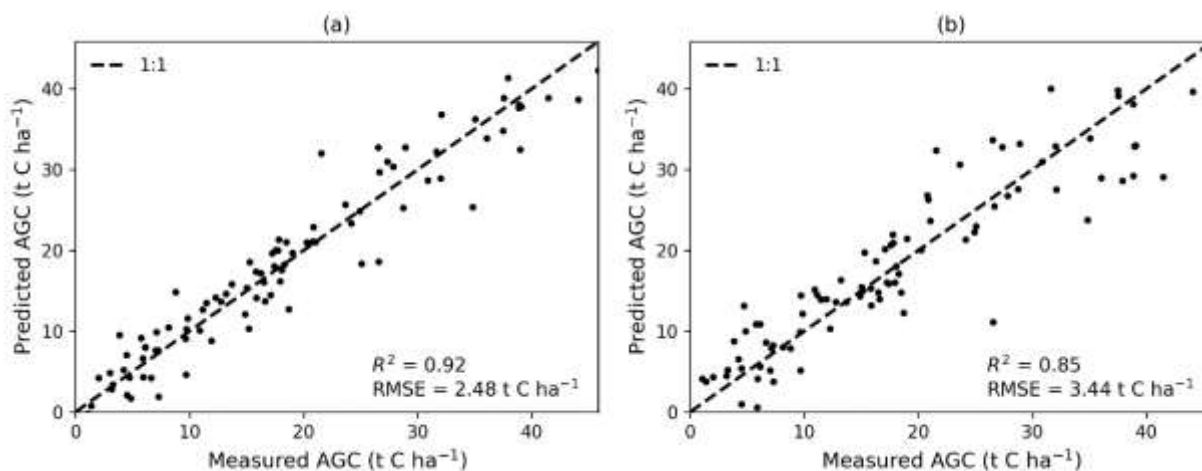 (a)
1:1
Predicted AGC (t C ha⁻¹)
40
30
20
10
0
R² = 0.92
RMSE = 2.48 t C ha⁻¹
0 10 20 30 40
Measured AGC (t C ha⁻¹)
(b)
1:1
Predicted AGC (t C ha⁻¹)
40
30
20
10
0
R² = 0.85
RMSE = 3.44 t C ha⁻¹
0 10 20 30 40
Measured AGC (t C ha⁻¹)